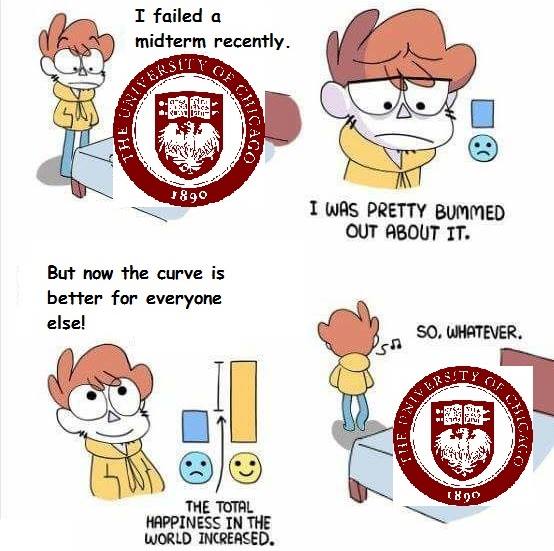 I failed a
midterm recently.
THE UNIVERSITY OF CHICAGO
1890
I WAS PRETTY BUMMED
OUT ABOUT IT.
But now the curve is
better for everyone
else!
THE TOTAL
HAPPINESS IN THE
WORLD INCREASED.
SO, WHATEVER.
THE UNIVERSITY OF CHICAGO
1890